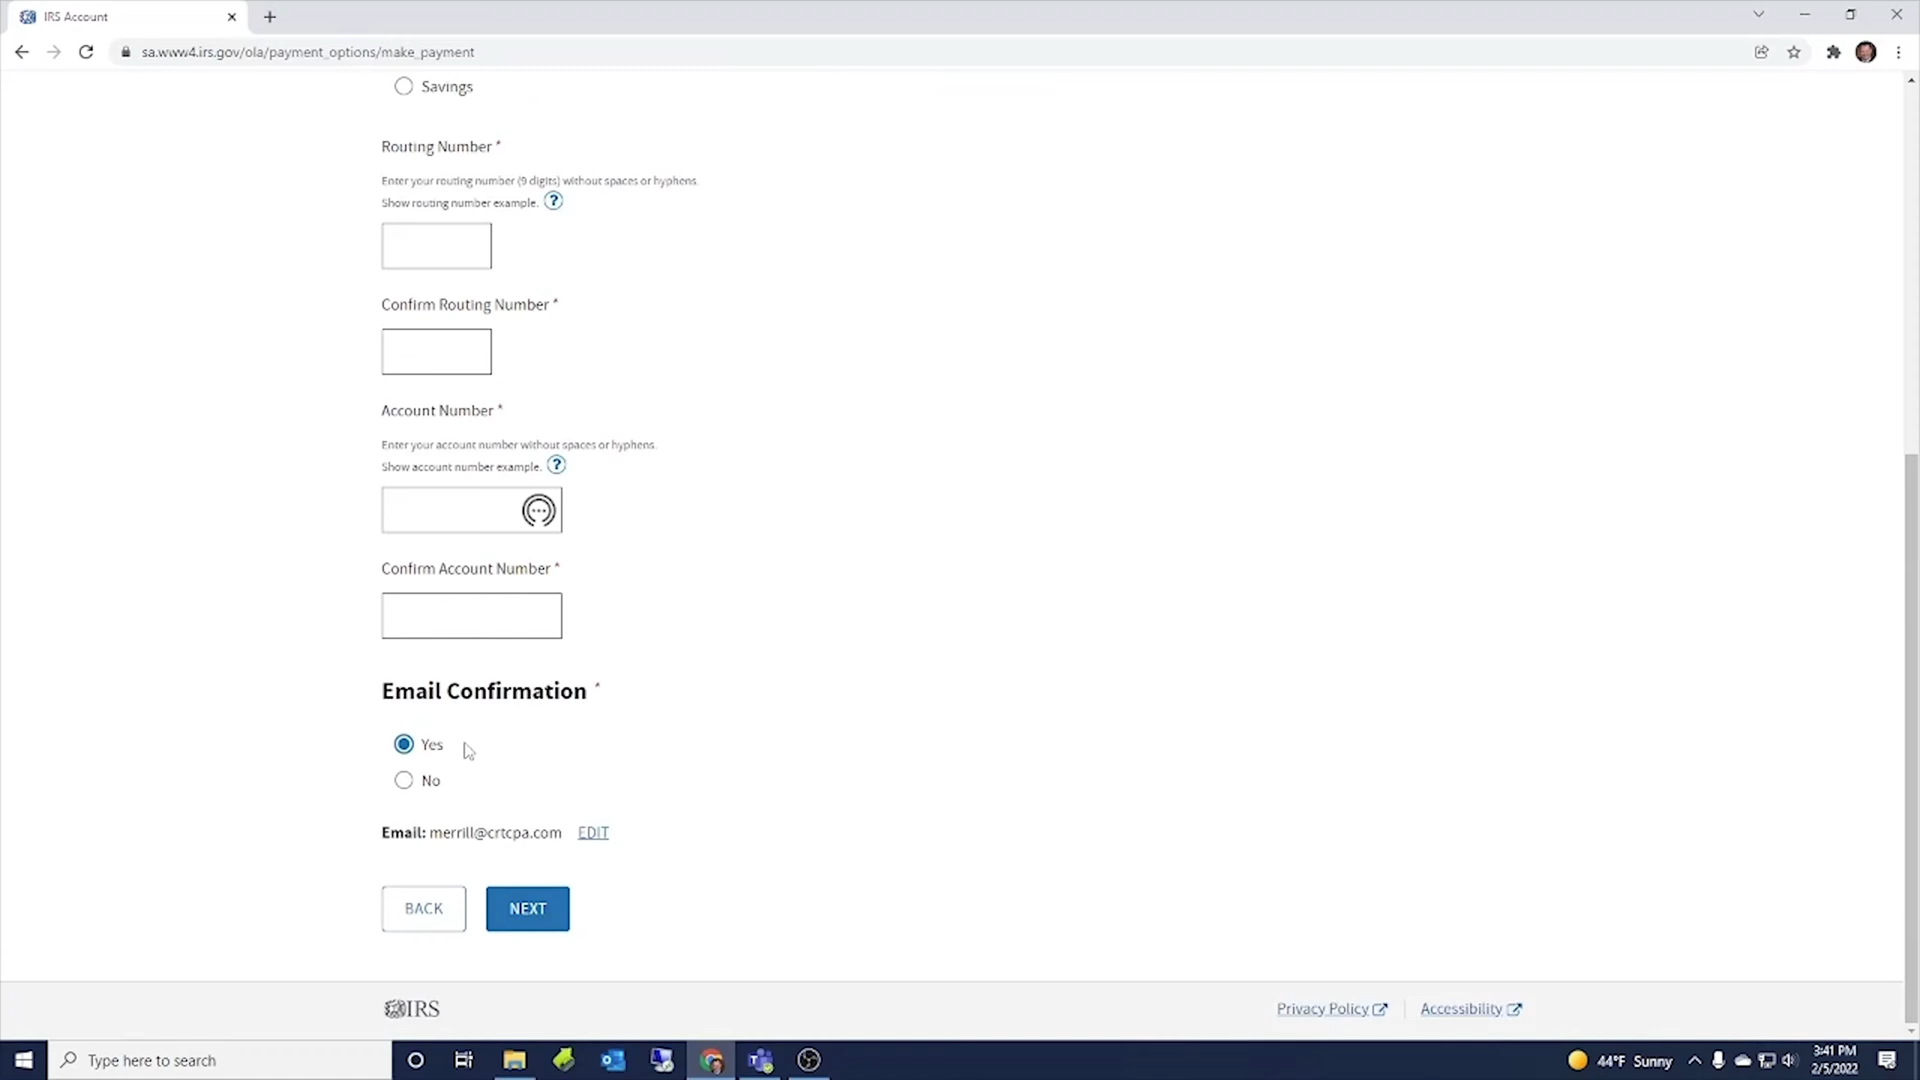 IRS Account
sa.www4.irs.gov/ola/payment_options/make_payment
Savings
Routing Number *
Enter your routing number (9 digits) without spaces or hyphens.
Show routing number example. ?
Confirm Routing Number *
Account Number *
Enter your account number without spaces or hyphens.
Show account number example. ?
Confirm Account Number *
Email Confirmation *
Yes
No
Email: merrill@crtcpa.com EDIT
BACK NEXT
IRS Privacy Policy Accessibility
Type here to search
44°F Sunny
3:41 PM
2/5/2022